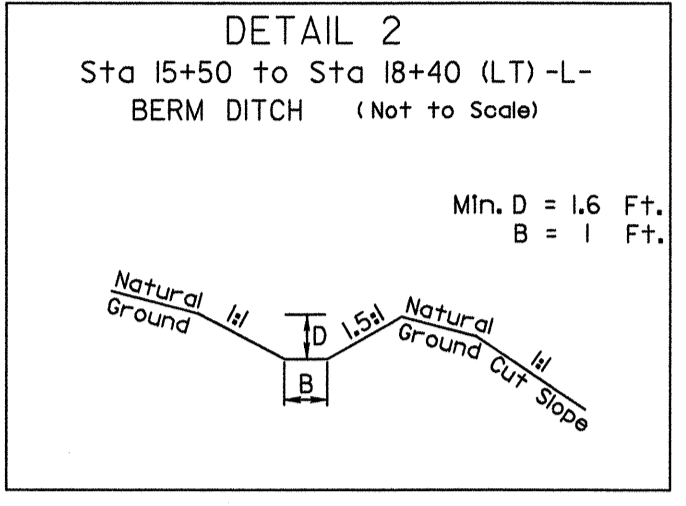 DETAIL 2
Sta 15+50 to Sta 18+40 (LT) -L-
BERM DITCH (Not to Scale)
Min. D = 1.6 Ft.
B = 1 Ft.
Natural
Ground
1:1
D
1.5:1
B
Natural
Ground
1:1
Cut Slope